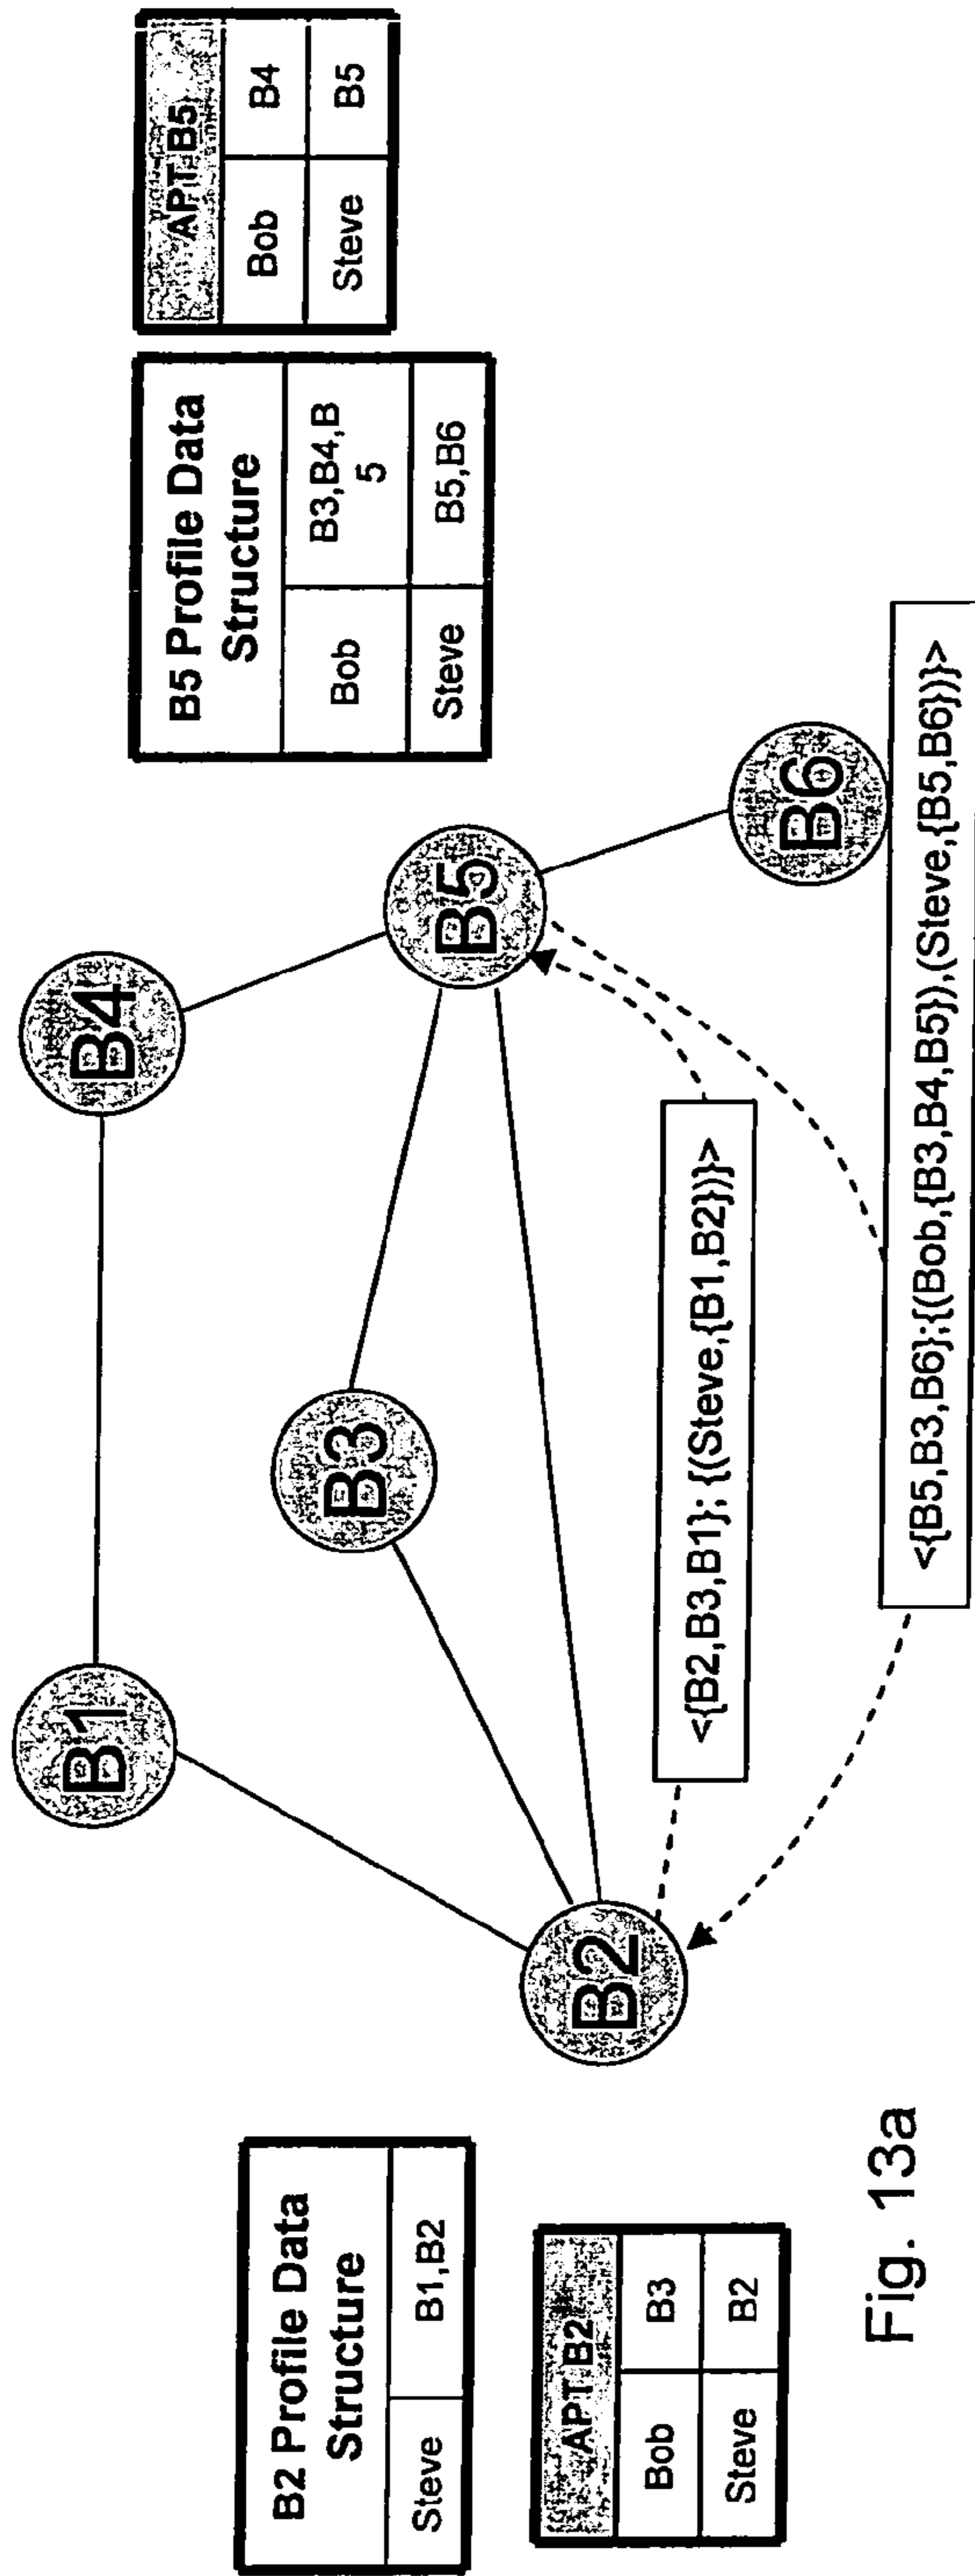 B2 Profile Data
Structure
Steve B1,B2
APT B2
Bob B3
Steve B2
B1
B2
B3
B4
B5
B6
<{B2,B3,B1}; {(Steve,{B1,B2})}>
<{B5,B3,B6};{(Bob,{B3,B4,B5}),(Steve,{B5,B6})}>
B5 Profile Data
Structure
Bob B3,B4,B
5
Steve B5,B6
APT B5
Bob B4
Steve B5
Fig. 13a